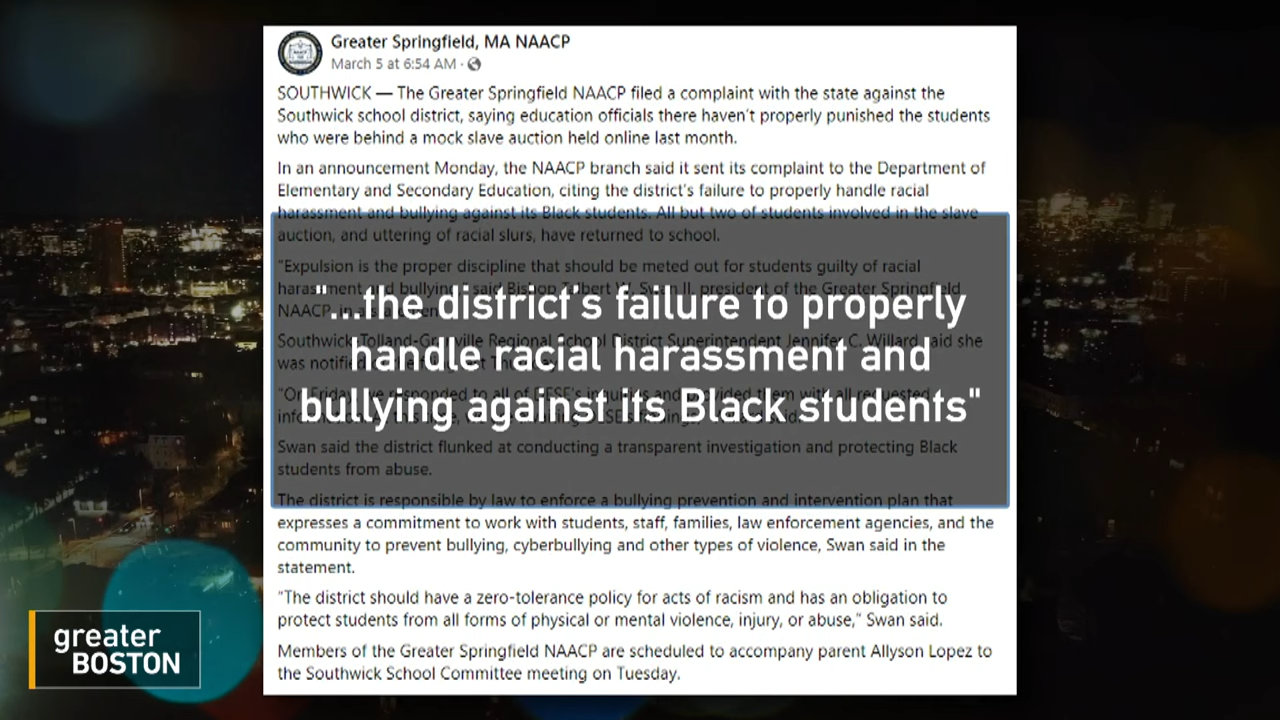 Greater Springfield, MA NAACP
March 5 at 6:54 AM ·
SOUTHWICK — The Greater Springfield NAACP filed a complaint with the state against the
Southwick school district, saying education officials there haven't properly punished the students
who were behind a mock slave auction held online last month.
In an announcement Monday, the NAACP branch said it sent its complaint to the Department of
Elementary and Secondary Education, citing the district's failure to properly handle racial
harassment and bullying against its Black students. All but two of students involved in the slave
auction, and uttering of racial slurs, have returned to school.
"Expulsion is the proper discipline that should be meted out for students guilty of racial
"...the district's failure to properly
handle racial harassment and
bullying against its Black students"
Swan said the district flunked at conducting a transparent investigation and protecting Black
students from abuse.
The district is responsible by law to enforce a bullying prevention and intervention plan that
expresses a commitment to work with students, staff, families, law enforcement agencies, and the
community to prevent bullying, cyberbullying and other types of violence, Swan said in the
statement.
"The district should have a zero-tolerance policy for acts of racism and has an obligation to
protect students from all forms of physical or mental violence, injury, or abuse," Swan said.
Members of the Greater Springfield NAACP are scheduled to accompany parent Allyson Lopez to
the Southwick School Committee meeting on Tuesday.
greater
BOSTON